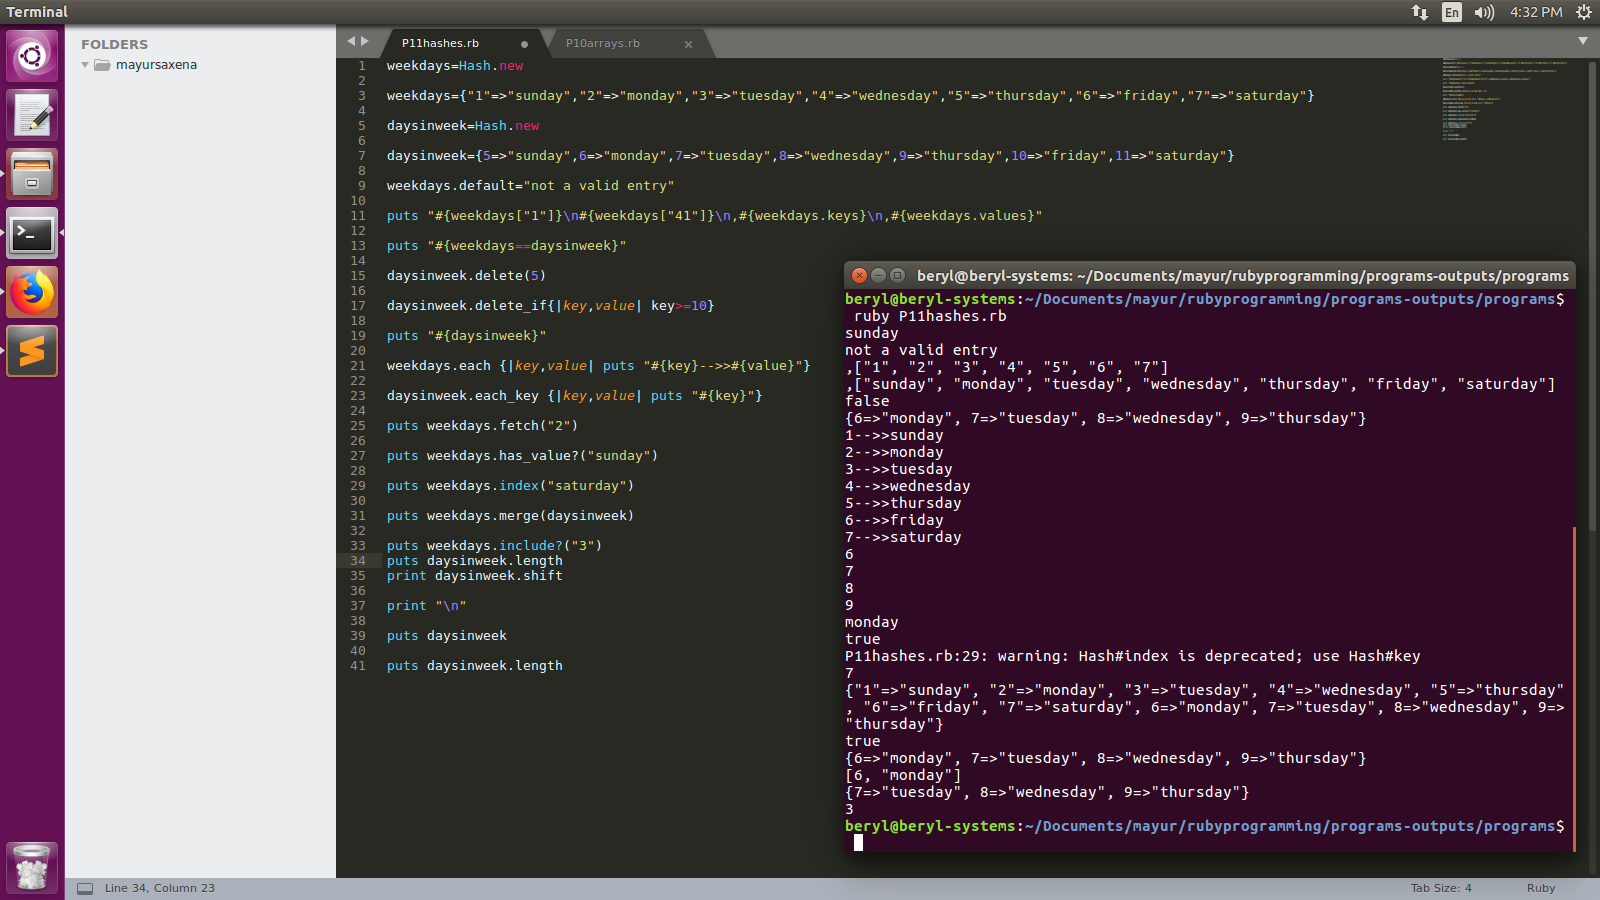 Terminal
En
4:32 PM
FOLDERS
mayursaxena
P11hashes.rb
P10arrays.rb
1 weekdays=Hash.new
2
3 weekdays={"1"=>"sunday","2"=>"monday","3"=>"tuesday","4"=>"wednesday","5"=>"thursday","6"=>"friday","7"=>"saturday"}
4
5 daysinweek=Hash.new
6
7 daysinweek={5=>"sunday",6=>"monday",7=>"tuesday",8=>"wednesday",9=>"thursday",10=>"friday",11=>"saturday"}
8
9 weekdays.default="not a valid entry"
10
11 puts "#{weekdays["1"]}\n#{weekdays["41"]}\n,#{weekdays.keys}\n,#{weekdays.values}"
12
13 puts "#{weekdays==daysinweek}"
14
15 daysinweek.delete(5)
16
17 daysinweek.delete_if{|key,value| key>=10}
18
19 puts "#{daysinweek}"
20
21 weekdays.each {|key,value| puts "#{key}-->>#{value}"}
22
23 daysinweek.each_key {|key,value| puts "#{key}"}
24
25 puts weekdays.fetch("2")
26
27 puts weekdays.has_value?("sunday")
28
29 puts weekdays.index("saturday")
30
31 puts weekdays.merge(daysinweek)
32
33 puts weekdays.include?("3")
34 puts daysinweek.length
35 print daysinweek.shift
36
37 print "\n"
38
39 puts daysinweek
40
41 puts daysinweek.length
beryl@beryl-systems: ~/Documents/mayur/rubyprogramming/programs-outputs/programs
beryl@beryl-systems:~/Documents/mayur/rubyprogramming/programs-outputs/programs$
ruby P11hashes.rb
sunday
not a valid entry
,["1", "2", "3", "4", "5", "6", "7"]
,["sunday", "monday", "tuesday", "wednesday", "thursday", "friday", "saturday"]
false
{6=>"monday", 7=>"tuesday", 8=>"wednesday", 9=>"thursday"}
1-->>sunday
2-->>monday
3-->>tuesday
4-->>wednesday
5-->>thursday
6-->>friday
7-->>saturday
6
7
8
9
monday
true
P11hashes.rb:29: warning: Hash#index is deprecated; use Hash#key
7
{"1"=>"sunday", "2"=>"monday", "3"=>"tuesday", "4"=>"wednesday", "5"=>"thursday"
, "6"=>"friday", "7"=>"saturday", 6=>"monday", 7=>"tuesday", 8=>"wednesday", 9=>
"thursday"}
true
{6=>"monday", 7=>"tuesday", 8=>"wednesday", 9=>"thursday"}
[6, "monday"]
{7=>"tuesday", 8=>"wednesday", 9=>"thursday"}
3
beryl@beryl-systems:~/Documents/mayur/rubyprogramming/programs-outputs/programs$
Line 34, Column 23
Tab Size: 4
Ruby